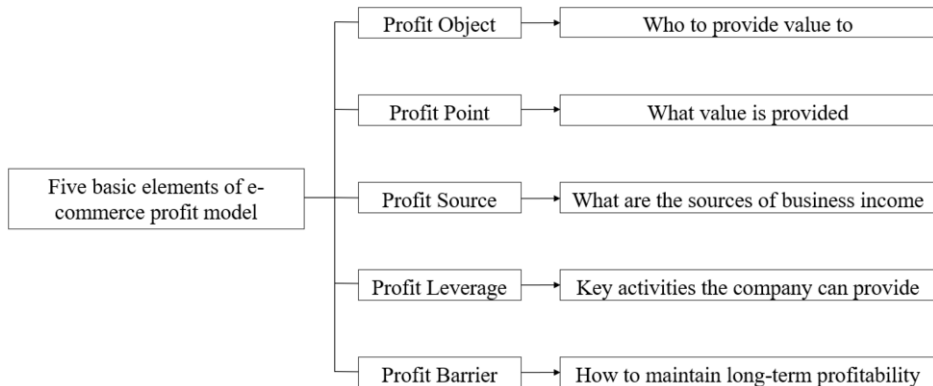 Profit Object
Who to provide value to
Profit Point
What value is provided
Five basic elements of e-
commerce profit model
Profit Source
What are the sources of business income
Profit Leverage
Key activities the company can provide
Profit Barrier
How to maintain long-term profitability